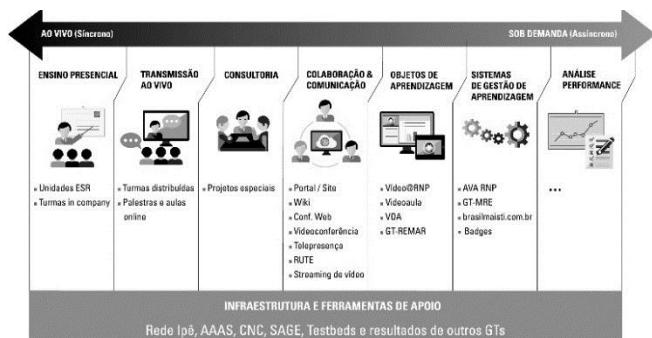 AO VIVO (Síncrono)
SOB DEMANDA (Assíncrono)
ENSINO PRESENCIAL
Unidades ESR
Turmas in company
TRANSMISSÃO
AO VIVO
Turmas distribuídas
Palestras e aulas
online
CONSULTORIA
Projetos especiais
COLABORAÇÃO &
COMUNICAÇÃO
Portal / Site
Wiki
Conf. Web
Videoconferência
Telepresença
RUTE
Streaming de vídeo
OBJETOS DE
APRENDIZAGEM
Vídeo@RNP
Videoaula
VOA
GT-REMAR
SISTEMAS
DE GESTÃO DE
APRENDIZAGEM
AVA RNP
GT-MRE
brasilmaisti.com.br
Badges
ANÁLISE
PERFORMANCE
...
INFRAESTRUTURA E FERRAMENTAS DE APOIO
Rede Ipê, AAAS, CNC, SAGE, Testbeds e resultados de outros GTs